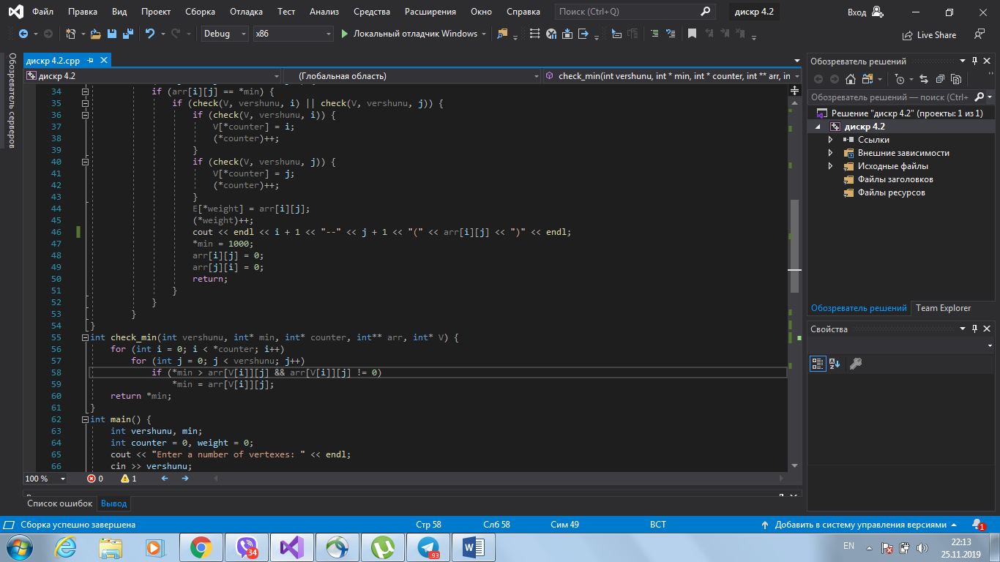 Файл Правка Вид Проект Сборка Отладка Тест Анализ Средства Расширения Окно Справка Поиск (Ctrl+Q) дискр 4.2 Вход
Debug x86 Локальный отладчик Windows Live Share
Обозреватель серверов
дискр 4.2.cpp
дискр 4.2 (Глобальная область) check_min(int vershunu, int * min, int * counter, int ** arr, in
34 if (arr[i][j] == *min) {
35 if (check(V, vershunu, i) || check(V, vershunu, j)) {
36 if (check(V, vershunu, i)) {
37 V[*counter] = i;
38 (*counter)++;
39 }
40 if (check(V, vershunu, j)) {
41 V[*counter] = j;
42 (*counter)++;
43 }
44 E[*weight] = arr[i][j];
45 (*weight)++;
46 cout << endl << i + 1 << "--" << j + 1 << "(" << arr[i][j] << ")" << endl;
47 *min = 1000;
48 arr[i][j] = 0;
49 arr[j][i] = 0;
50 return;
51 }
52 }
53 }
54 }
55 int check_min(int vershunu, int* min, int* counter, int** arr, int* V) {
56 for (int i = 0; i < *counter; i++)
57 for (int j = 0; j < vershunu; j++)
58 if (*min > arr[V[i]][j] && arr[V[i]][j] != 0)
59 *min = arr[V[i]][j];
60 return *min;
61 }
62 int main() {
63 int vershunu, min;
64 int counter = 0, weight = 0;
65 cout << "Enter a number of vertexes: " << endl;
66 cin >> vershunu;
100 % 0 1
Список ошибок Вывод
Обозреватель решений
Обозреватель решений — поиск (Ctrl+
Решение "дискр 4.2" (проекты: 1 из 1)
дискр 4.2
Ссылки
Внешние зависимости
Исходные файлы
Файлы заголовков
Файлы ресурсов
Обозреватель решений Team Explorer
Свойства
Сборка успешно завершена Стр 58 Слб 58 Сим 49 ВСТ Добавить в систему управления версиями 1
34 93 EN 22:13
25.11.2019